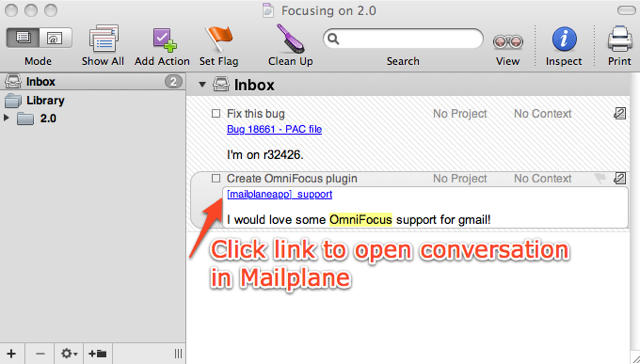 Focusing on 2.0
Mode Show All Add Action Set Flag Clean Up Search View Inspect Print
Inbox 2
Library
2.0
Inbox
Fix this bug No Project No Context
Bug 18661 - PAC file
I'm on r32426.
Create OmniFocus plugin No Project No Context
[mailplaneapp] support
I would love some OmniFocus support for gmail!
Click link to open conversation
in Mailplane